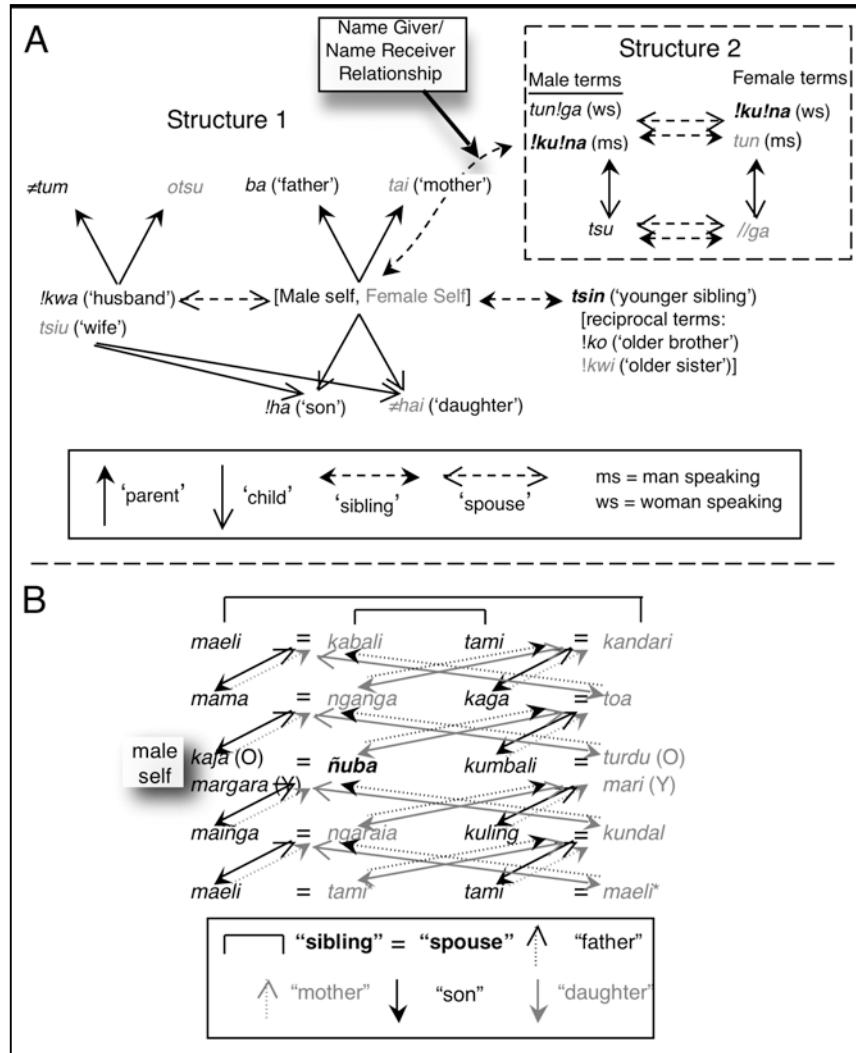 A
Name Giver/
Name Receiver
Relationship
Structure 1
Structure 2
Male terms Female terms
tun!ga (ws) !ku!na (ws)
!ku!na (ms) tun (ms)
tsu //ga
≠tum otsu ba ('father') tai ('mother')
!kwa ('husband') [Male self, Female Self] tsin ('younger sibling')
tsiu ('wife') [reciprocal terms:
!ko ('older brother')
!kwi ('older sister')]
!ha ('son') ≠hai ('daughter')
'parent' 'child' 'sibling' 'spouse' ms = man speaking
ws = woman speaking
B
maeli = kabali tami = kandari
mama = nganga kaga = toa
male
self
kaja (O) = ñuba kumbali = turdu (O)
margara (Y) mari (Y)
maiñga = ngaraia kuling = kundal
maeli = tami* tami = maeli*
"sibling" = "spouse" "father"
"mother" "son" "daughter"